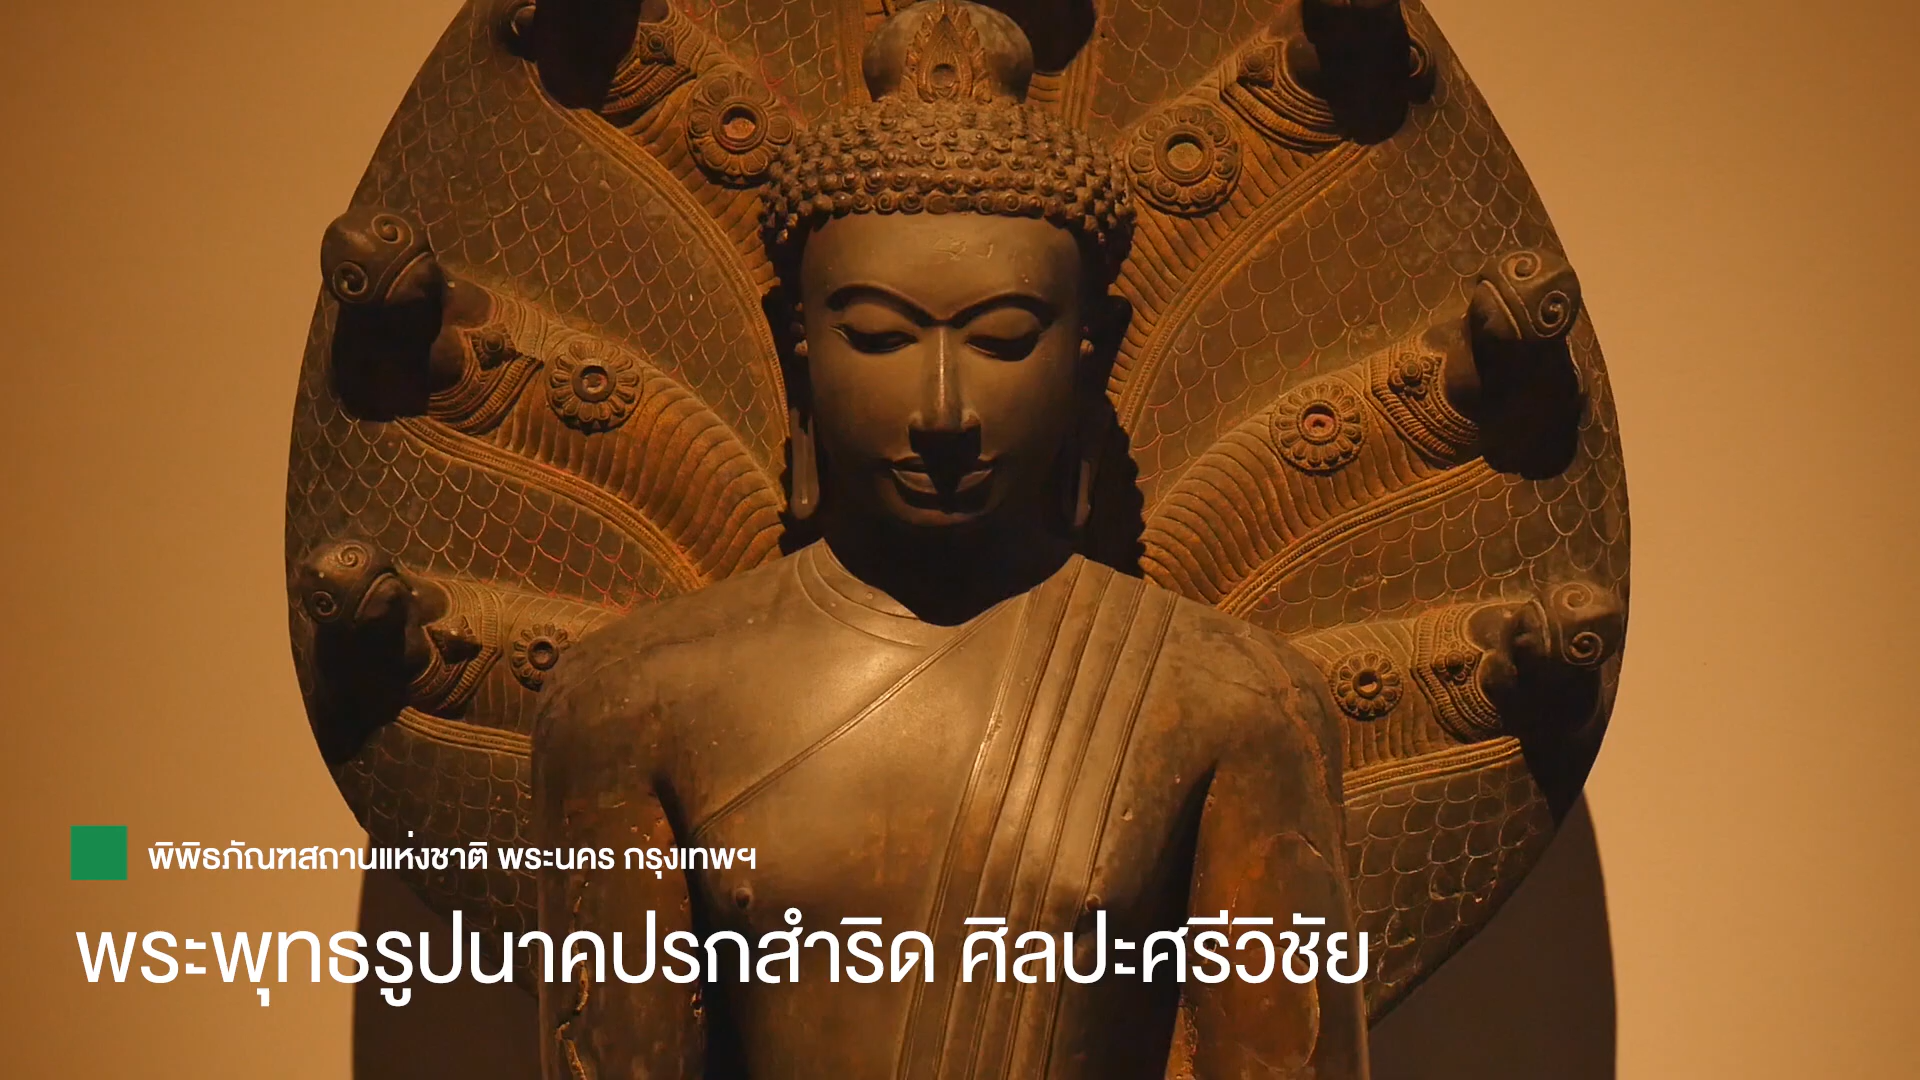 พิพิธภัณฑสถานแห่งชาติ พระนคร กรุงเทพฯ
พระพุทธรูปนาคปรกสำริด ศิลปะศรีวิชัย